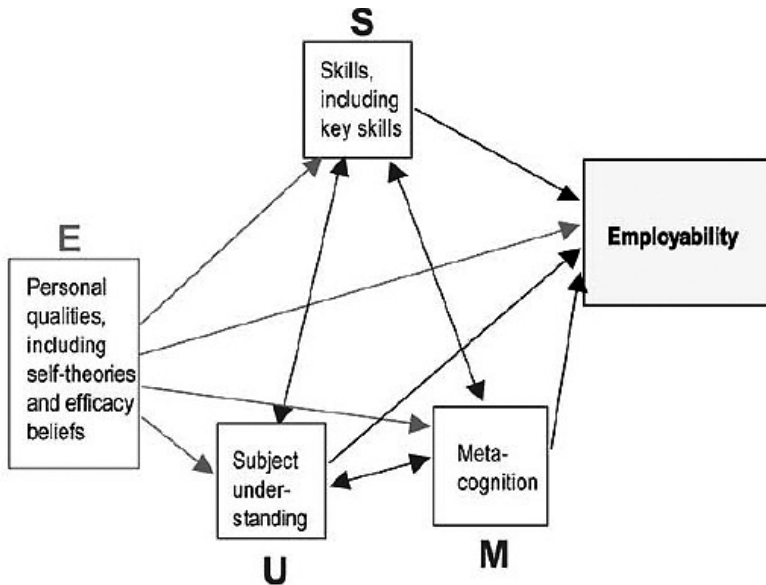 S
Skills,
including
key skills
Employability
E
Personal
qualities,
including
self-theories
and efficacy
beliefs
Subject
under-
standing
U
Meta-
cognition
M